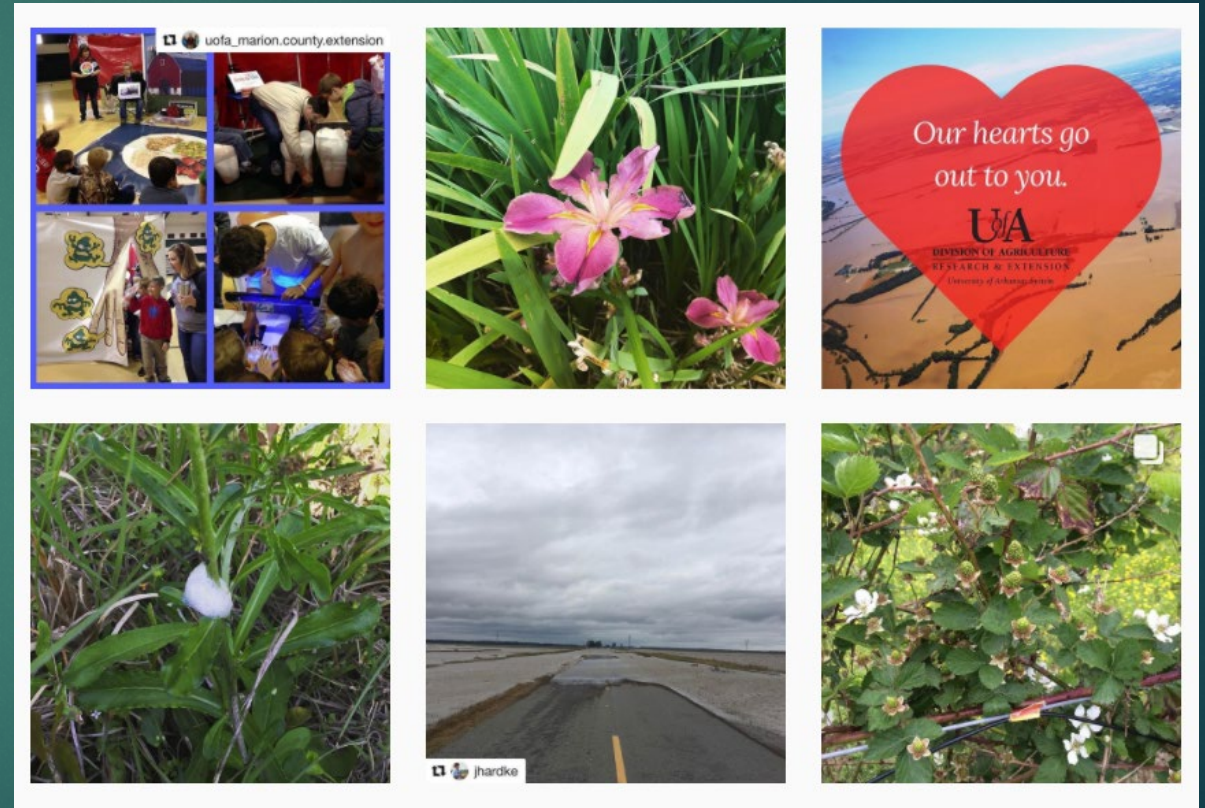 uofa_marion.county.extension
Our hearts go
out to you.
UofA
DIVISION OF AGRICULTURE
RESEARCH & EXTENSION
University of Arkansas System
jhardke